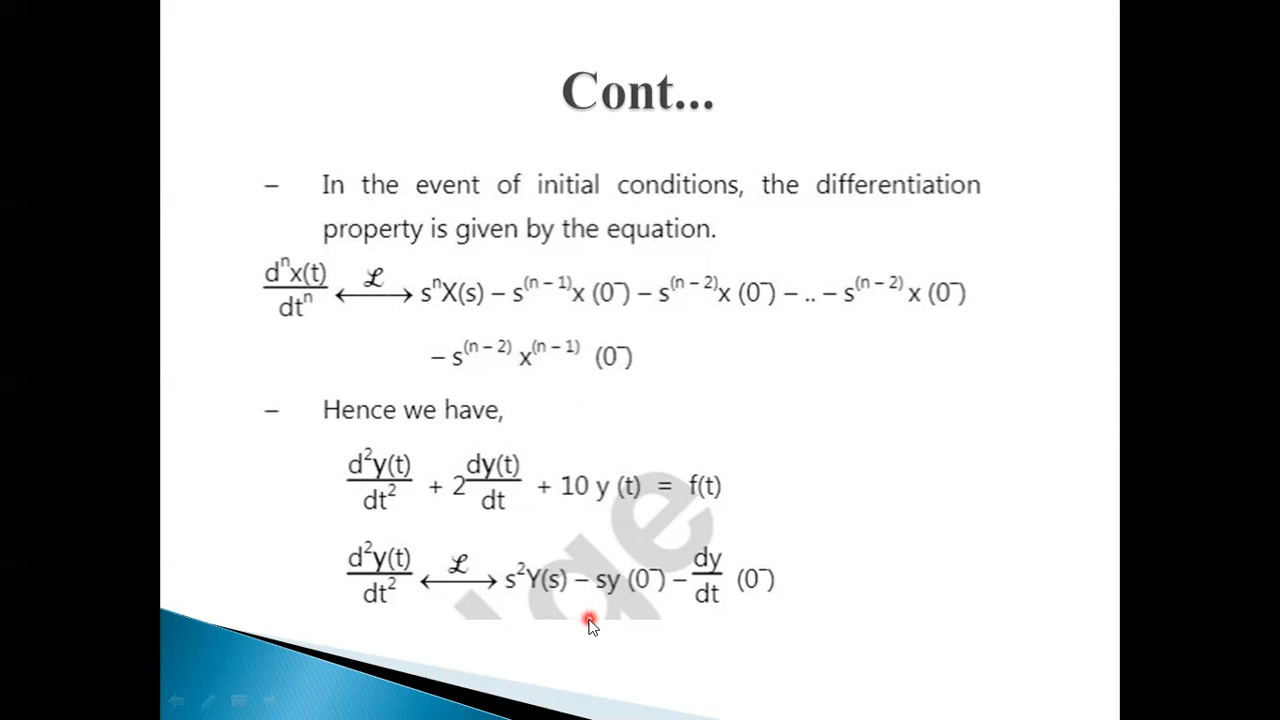 Cont...
– In the event of initial conditions, the differentiation
property is given by the equation.
dⁿx(t)/dtⁿ ←ℒ→ sⁿX(s) – s⁽ⁿ ⁻ ¹⁾x (0⁻) – s⁽ⁿ ⁻ ²⁾x (0⁻) – .. – s⁽ⁿ ⁻ ²⁾ x (0⁻)
– s⁽ⁿ ⁻ ²⁾ x⁽ⁿ ⁻ ¹⁾ (0⁻)
– Hence we have,
d²y(t)/dt² + 2 dy(t)/dt + 10 y (t) = f(t)
d²y(t)/dt² ←ℒ→ s²Y(s) – sy (0⁻) – dy/dt (0⁻)